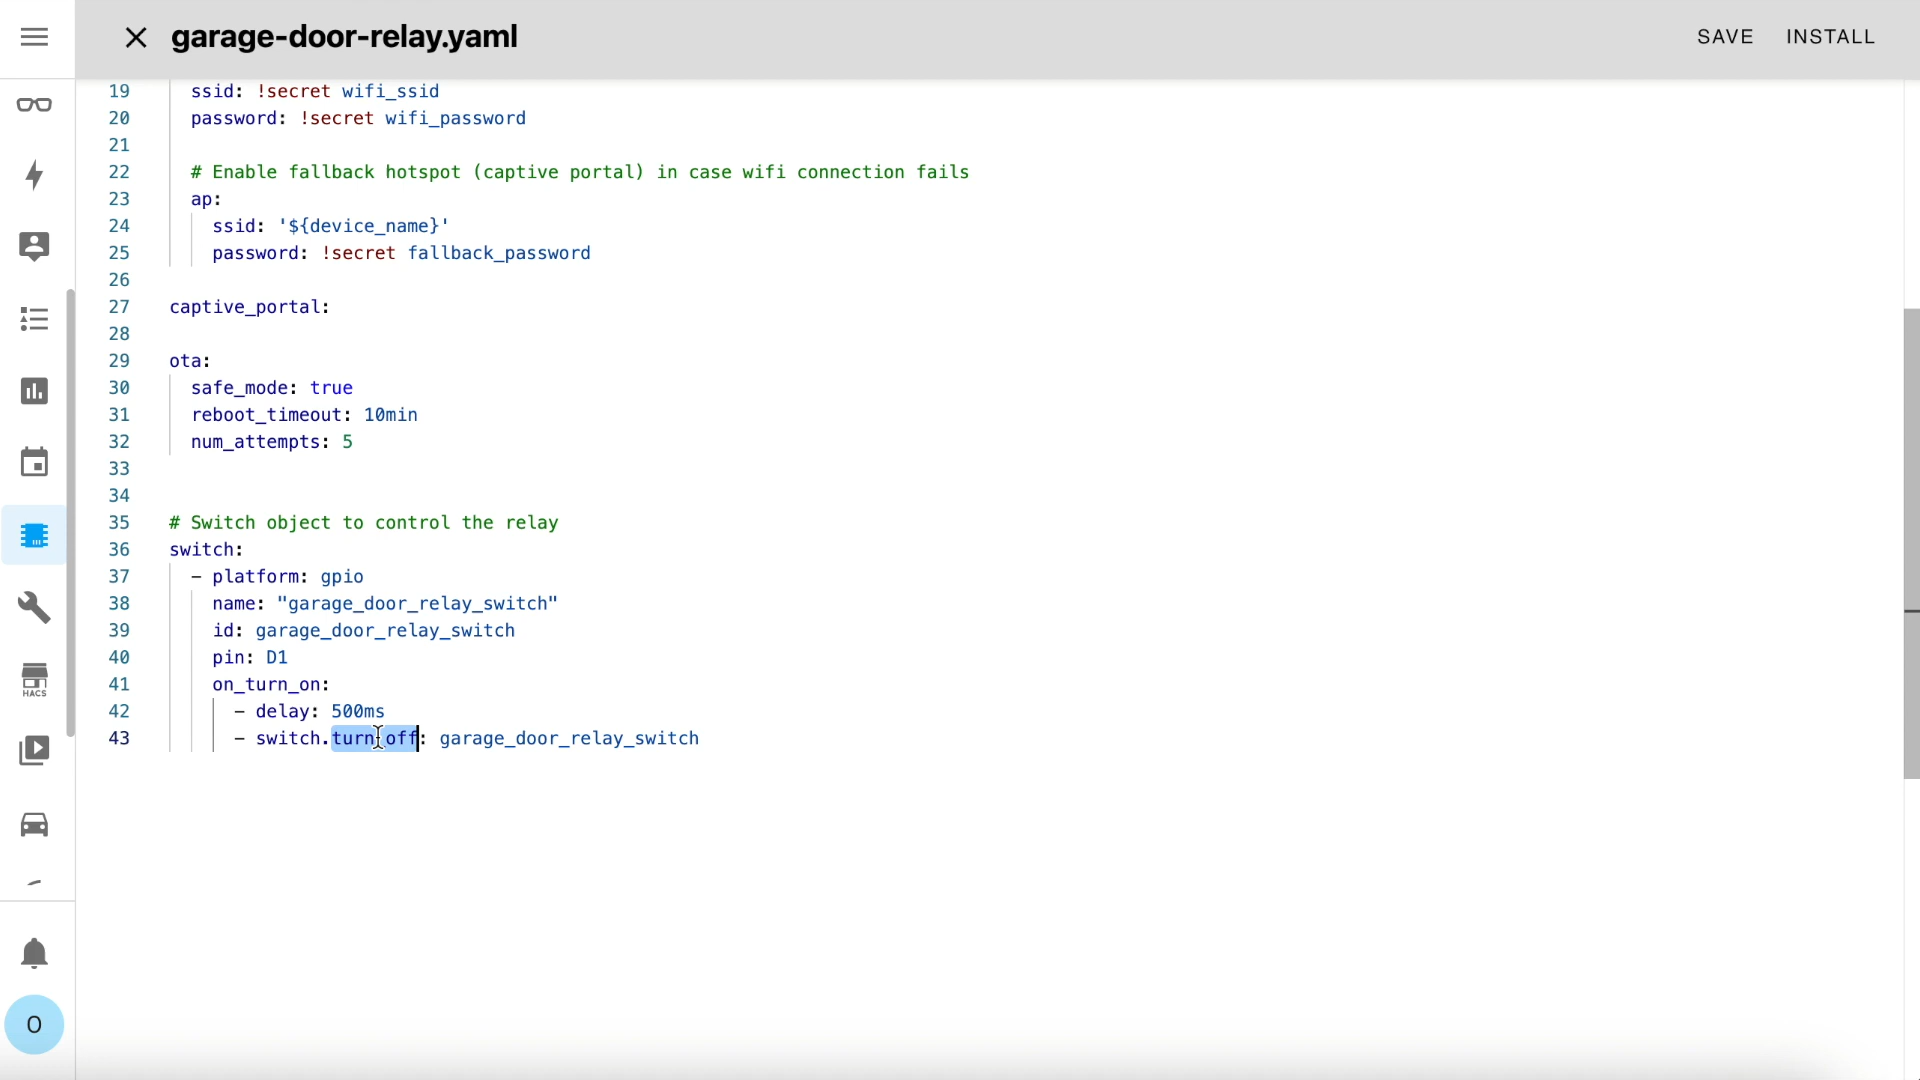 garage-door-relay.yaml
SAVE INSTALL
19 ssid: !secret wifi_ssid
20 password: !secret wifi_password
21
22 # Enable fallback hotspot (captive portal) in case wifi connection fails
23 ap:
24 ssid: '${device_name}'
25 password: !secret fallback_password
26
27 captive_portal:
28
29 ota:
30 safe_mode: true
31 reboot_timeout: 10min
32 num_attempts: 5
33
34
35 # Switch object to control the relay
36 switch:
37 - platform: gpio
38 name: "garage_door_relay_switch"
39 id: garage_door_relay_switch
40 pin: D1
41 on_turn_on:
42 - delay: 500ms
43 - switch.turn_off: garage_door_relay_switch
HACS
O